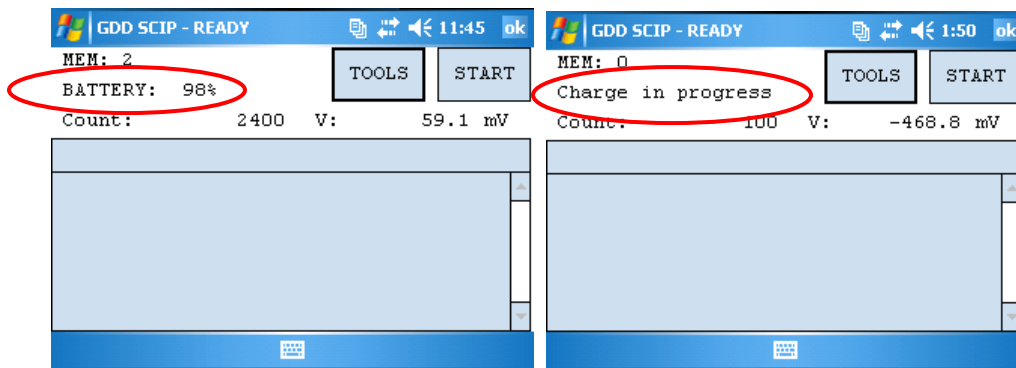 GDD SCIP - READY 11:45 ok
MEM: 2
BATTERY: 98%
TOOLS START
Count: 2400 V: 59.1 mV
GDD SCIP - READY 1:50 ok
MEM: 0
Charge in progress
TOOLS START
Count: 100 V: -468.8 mV